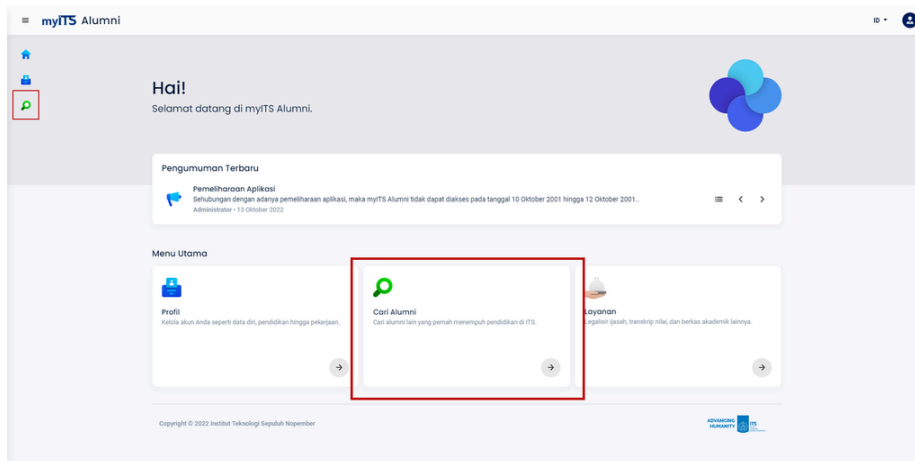 myITS Alumni
ID
Hai!
Selamat datang di myITS Alumni.
Pengumuman Terbaru
Pemeliharaan Aplikasi
Sehubungan dengan adanya pemeliharaan aplikasi, maka myITS Alumni tidak dapat diakses pada tanggal 10 Oktober 2001 hingga 12 Oktober 2001..
Administrator • 13 Oktober 2022
Menu Utama
Profil
Kelola akun Anda seperti data diri, pendidikan hingga pekerjaan.
Cari Alumni
Cari alumni lain yang pernah menempuh pendidikan di ITS.
Layanan
Legalisir ijasah, transkrip nilai, dan berkas akademik lainnya.
Copyright © 2022 Institut Teknologi Sepuluh Nopember
ADVANCING
HUMANITY
ITS